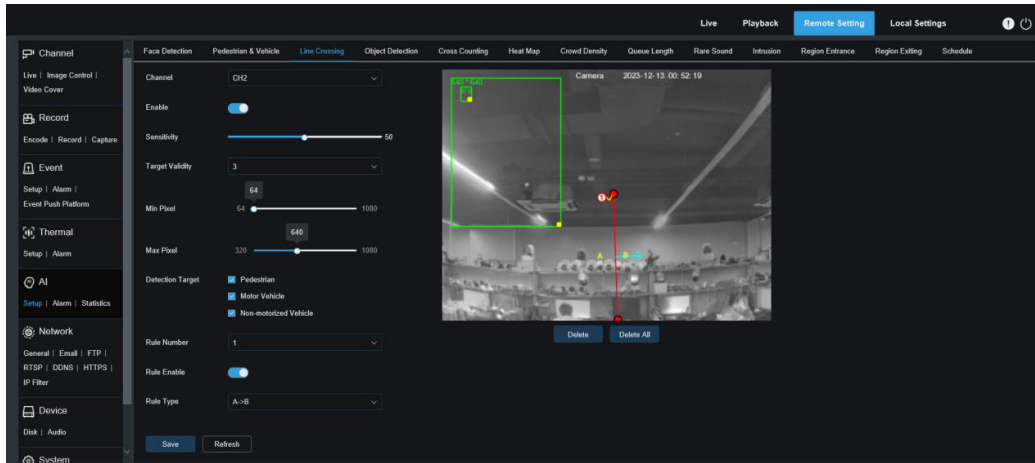 Live Playback Remote Setting Local Settings
Channel
Live | Image Control |
Video Cover
Record
Encode | Record | Capture
Event
Setup | Alarm |
Event Push Platform
Thermal
Setup | Alarm
AI
Setup | Alarm | Statistics
Network
General | Email | FTP |
RTSP | DDNS | HTTPS |
IP Filter
Device
Disk | Audio
System
Face Detection Pedestrian & Vehicle Line Crossing Object Detection Cross Counting Heat Map Crowd Density Queue Length Rare Sound Intrusion Region Entrance Region Exiting Schedule
Channel CH2
Enable
Sensitivity 50
Target Validity 3
64
Min Pixel 64 1080
640
Max Pixel 320 1080
Detection Target Pedestrian
Motor Vehicle
Non-motorized Vehicle
Rule Number 1
Rule Enable
Rule Type A->B
Save Refresh
Camera 2023-12-13 00:52:19
640*640
1
A B
Delete Delete All